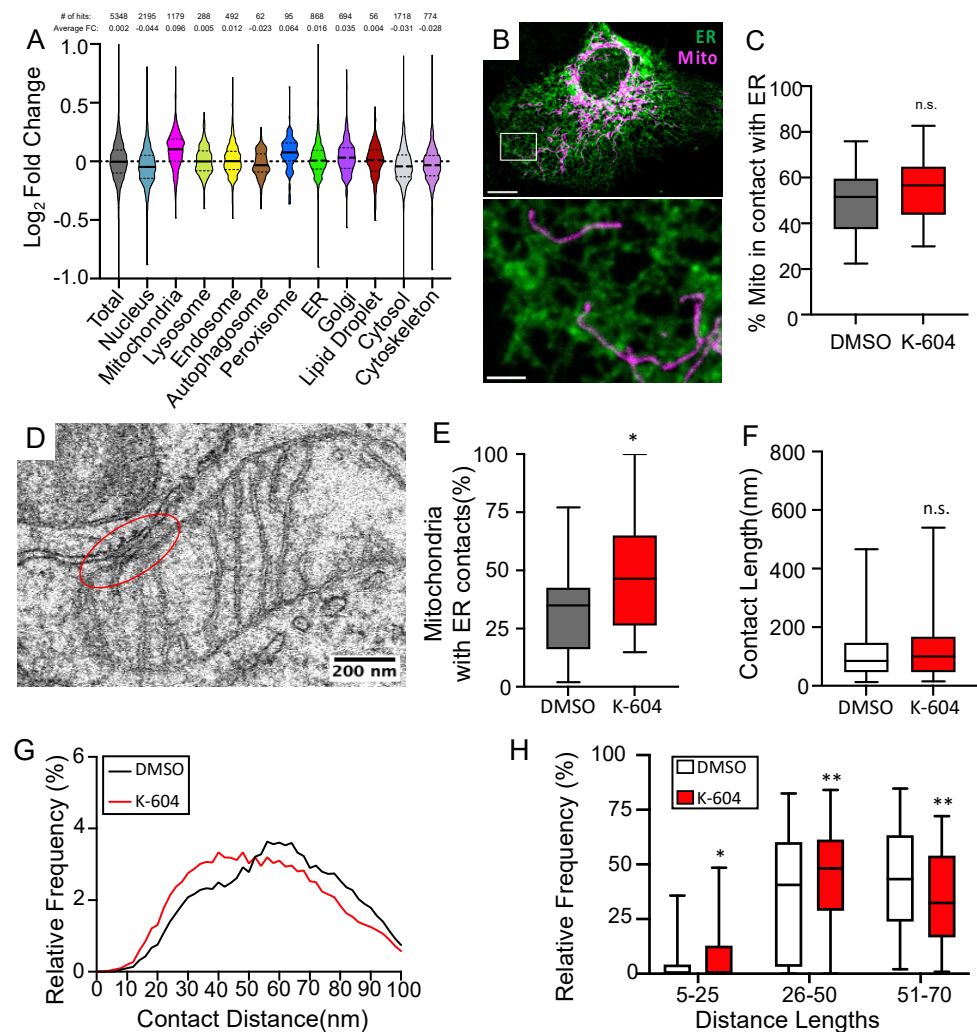 A
# of hits: 5348 2195 1179 288 492 62 95 868 694 56 1718 774
Average FC: 0.002 -0.044 0.096 0.005 0.012 -0.023 0.064 0.016 0.035 0.004 -0.031 -0.028
Log2 Fold Change
1.0
0.5
0
-0.5
-1.0
Total
Nucleus
Mitochondria
Lysosome
Endosome
Autophagosome
Peroxisome
ER
Golgi
Lipid Droplet
Cytosol
Cytoskeleton
B
ER
Mito
C
% Mito in contact with ER
100
80
60
40
20
0
n.s.
DMSO K-604
D
200 nm
E
Mitochondria
with ER contacts(%)
100
75
50
25
0
*
DMSO K-604
F
Contact Length(nm)
800
600
400
200
0
n.s.
DMSO K-604
G
Relative Frequency (%)
6
4
2
0
DMSO
K-604
0 10 20 30 40 50 60 70 80 90 100
Contact Distance(nm)
H
Relative Frequency (%)
100
75
50
25
0
DMSO
K-604
*
**
**
5-25 26-50 51-70
Distance Lengths